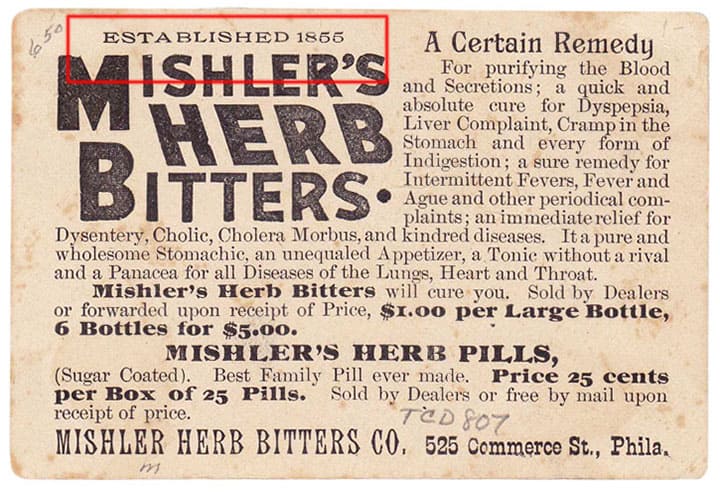 ESTABLISHED 1855
MISHLER'S
HERB
BITTERS.
A Certain Remedy
For purifying the Blood
and Secretions; a quick and
absolute cure for Dyspepsia,
Liver Complaint, Cramp in the
Stomach and every form of
Indigestion; a sure remedy for
Intermittent Fevers, Fever and
Ague and other periodical com-
plaints; an immediate relief for
Dysentery, Cholic, Cholera Morbus, and kindred diseases. It a pure and
wholesome Stomachic, an unequaled Appetizer, a Tonic without a rival
and a Panacea for all Diseases of the Lungs, Heart and Throat.
Mishler's Herb Bitters will cure you. Sold by Dealers
or forwarded upon receipt of Price, $1.00 per Large Bottle,
6 Bottles for $5.00.
MISHLER'S HERB PILLS,
(Sugar Coated). Best Family Pill ever made. Price 25 cents
per Box of 25 Pills. Sold by Dealers or free by mail upon
receipt of price.
TCD 807
MISHLER HERB BITTERS CO. 525 Commerce St., Phila.
m